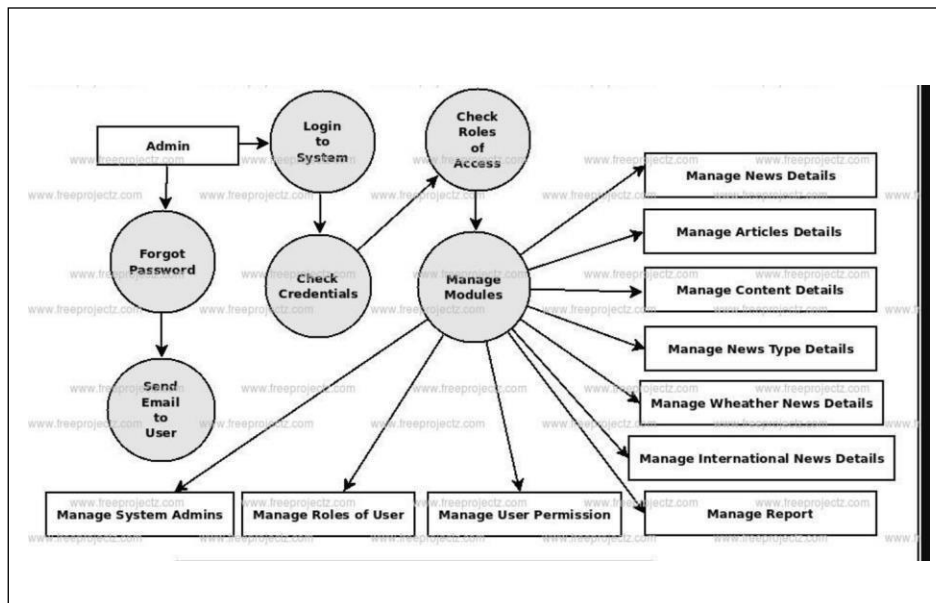 Admin
Login
to
System
Check
Roles
of
Access
Forgot
Password
Check
Credentials
Manage
Modules
Send
Email
to
User
Manage News Details
Manage Articles Details
Manage Content Details
Manage News Type Details
Manage Wheather News Details
Manage International News Details
Manage Report
Manage System Admins
Manage Roles of User
Manage User Permission
www.freeprojectz.com